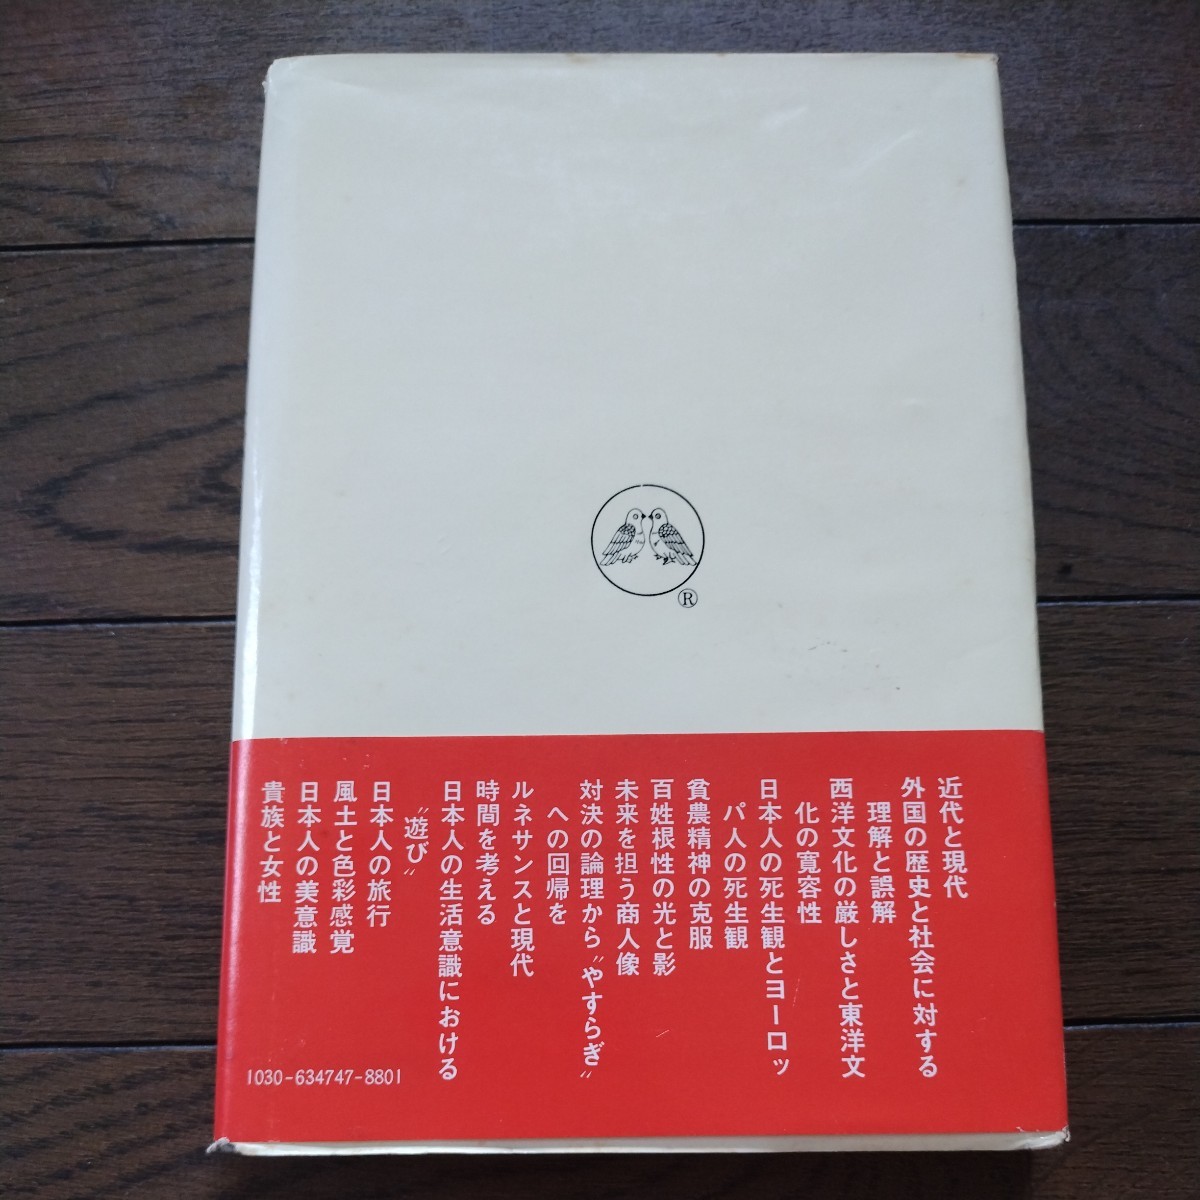 ®
近代と現代
外国の歴史と社会に対する
理解と誤解
西洋文化の厳しさと東洋文
化の寛容性
日本人の死生観とヨーロッ
パ人の死生観
貧農精神の克服
百姓根性の光と影
未来を担う商人像
対決の論理から〝やすらぎ〟
への回帰を
ルネサンスと現代
時間を考える
日本人の生活意識における
〝遊び〟
日本人の旅行
風土と色彩感覚
日本人の美意識
貴族と女性
1030-634747-8801